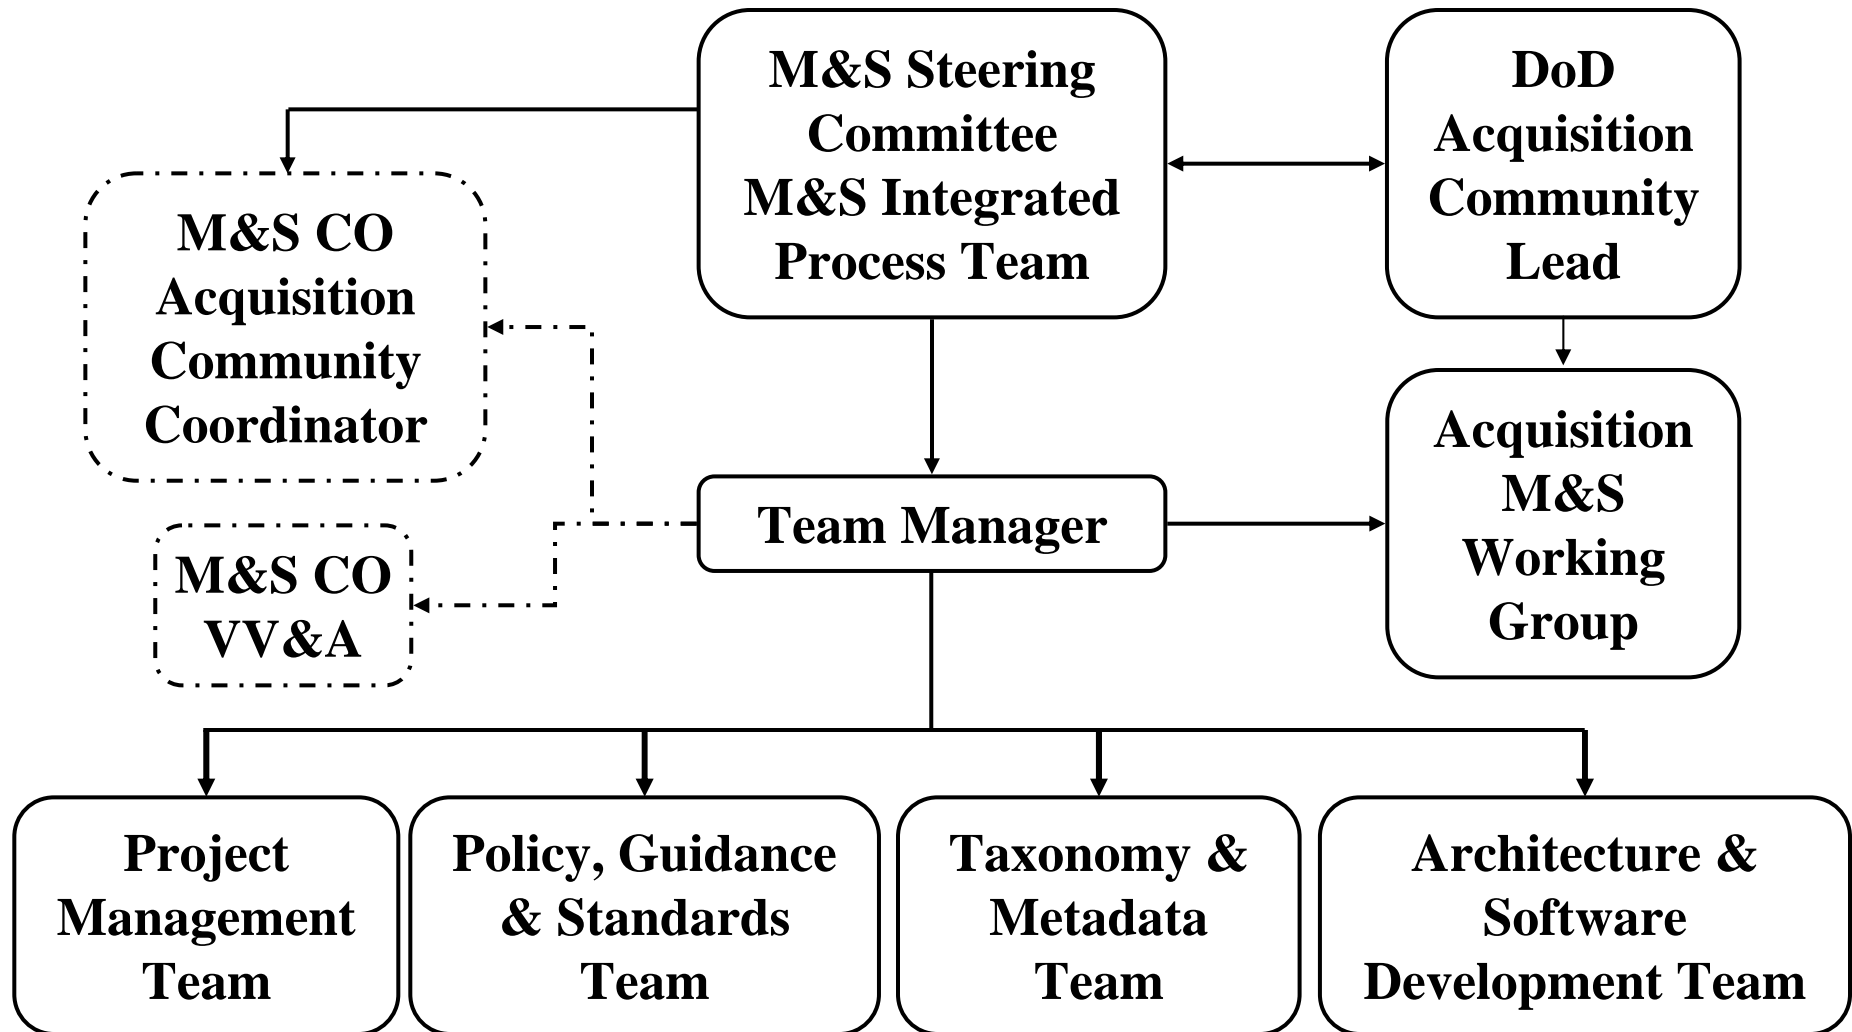 M&S Steering
Committee
M&S Integrated
Process Team
DoD
Acquisition
Community
Lead
M&S CO
Acquisition
Community
Coordinator
Acquisition
M&S
Working
Group
Team Manager
M&S CO
VV&A
Project
Management
Team
Policy, Guidance
& Standards
Team
Taxonomy &
Metadata
Team
Architecture &
Software
Development Team